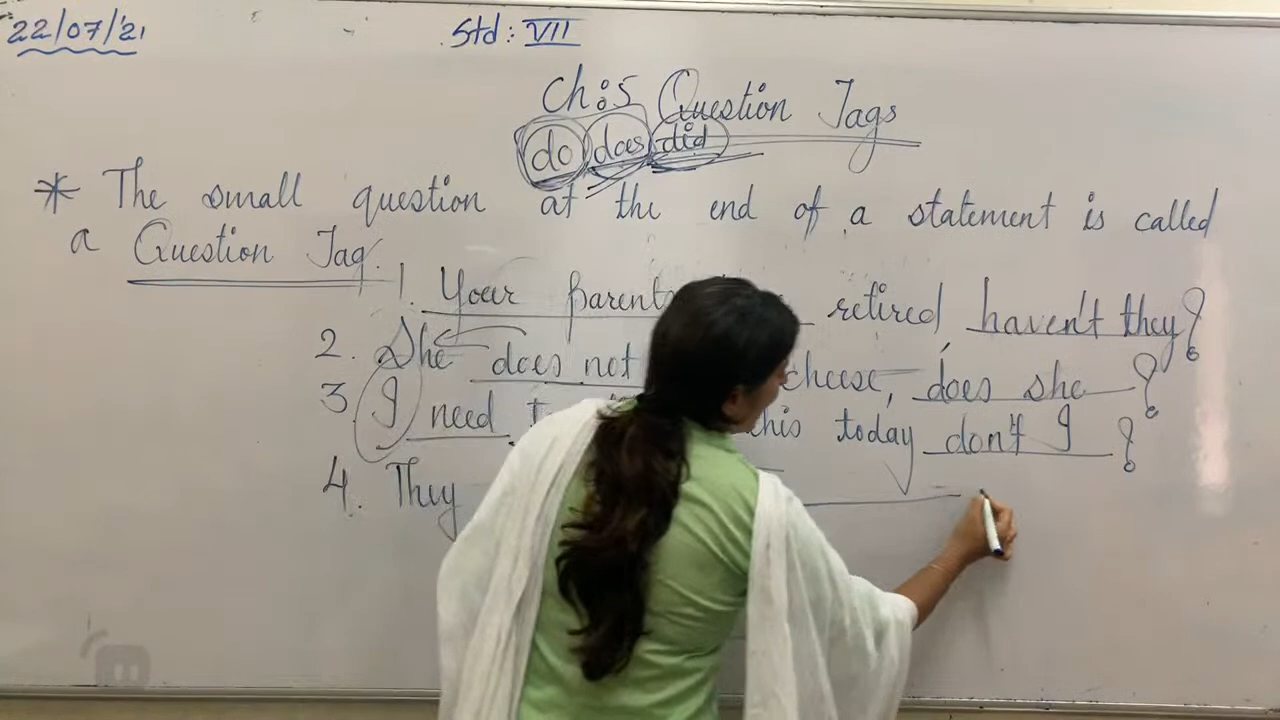 22/07/21
Std: VII
Ch:5 Question Tags
do does did
* The small question at the end of a statement is called
a Question Tag.
1. Your parents retired haven't they?
2. She does not cheese, does she?
3 I need this today don't I?
4. They